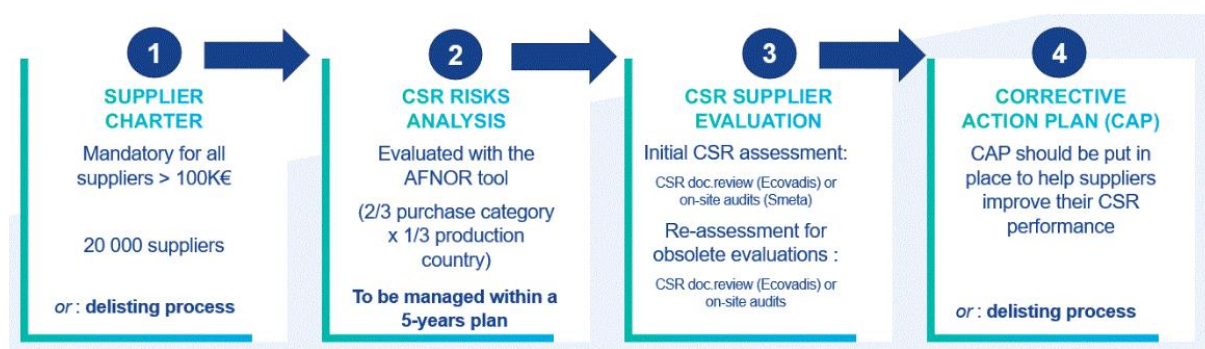 1
SUPPLIER
CHARTER
Mandatory for all
suppliers > 100K€
20 000 suppliers
or : delisting process
2
CSR RISKS
ANALYSIS
Evaluated with the
AFNOR tool
(2/3 purchase category
x 1/3 production
country)
To be managed within a
5-years plan
3
CSR SUPPLIER
EVALUATION
Initial CSR assessment:
CSR doc.review (Ecovadis) or
on-site audits (Smeta)
Re-assessment for
obsolete evaluations :
CSR doc.review (Ecovadis) or
on-site audits
4
CORRECTIVE
ACTION PLAN (CAP)
CAP should be put in
place to help suppliers
improve their CSR
performance
or : delisting process